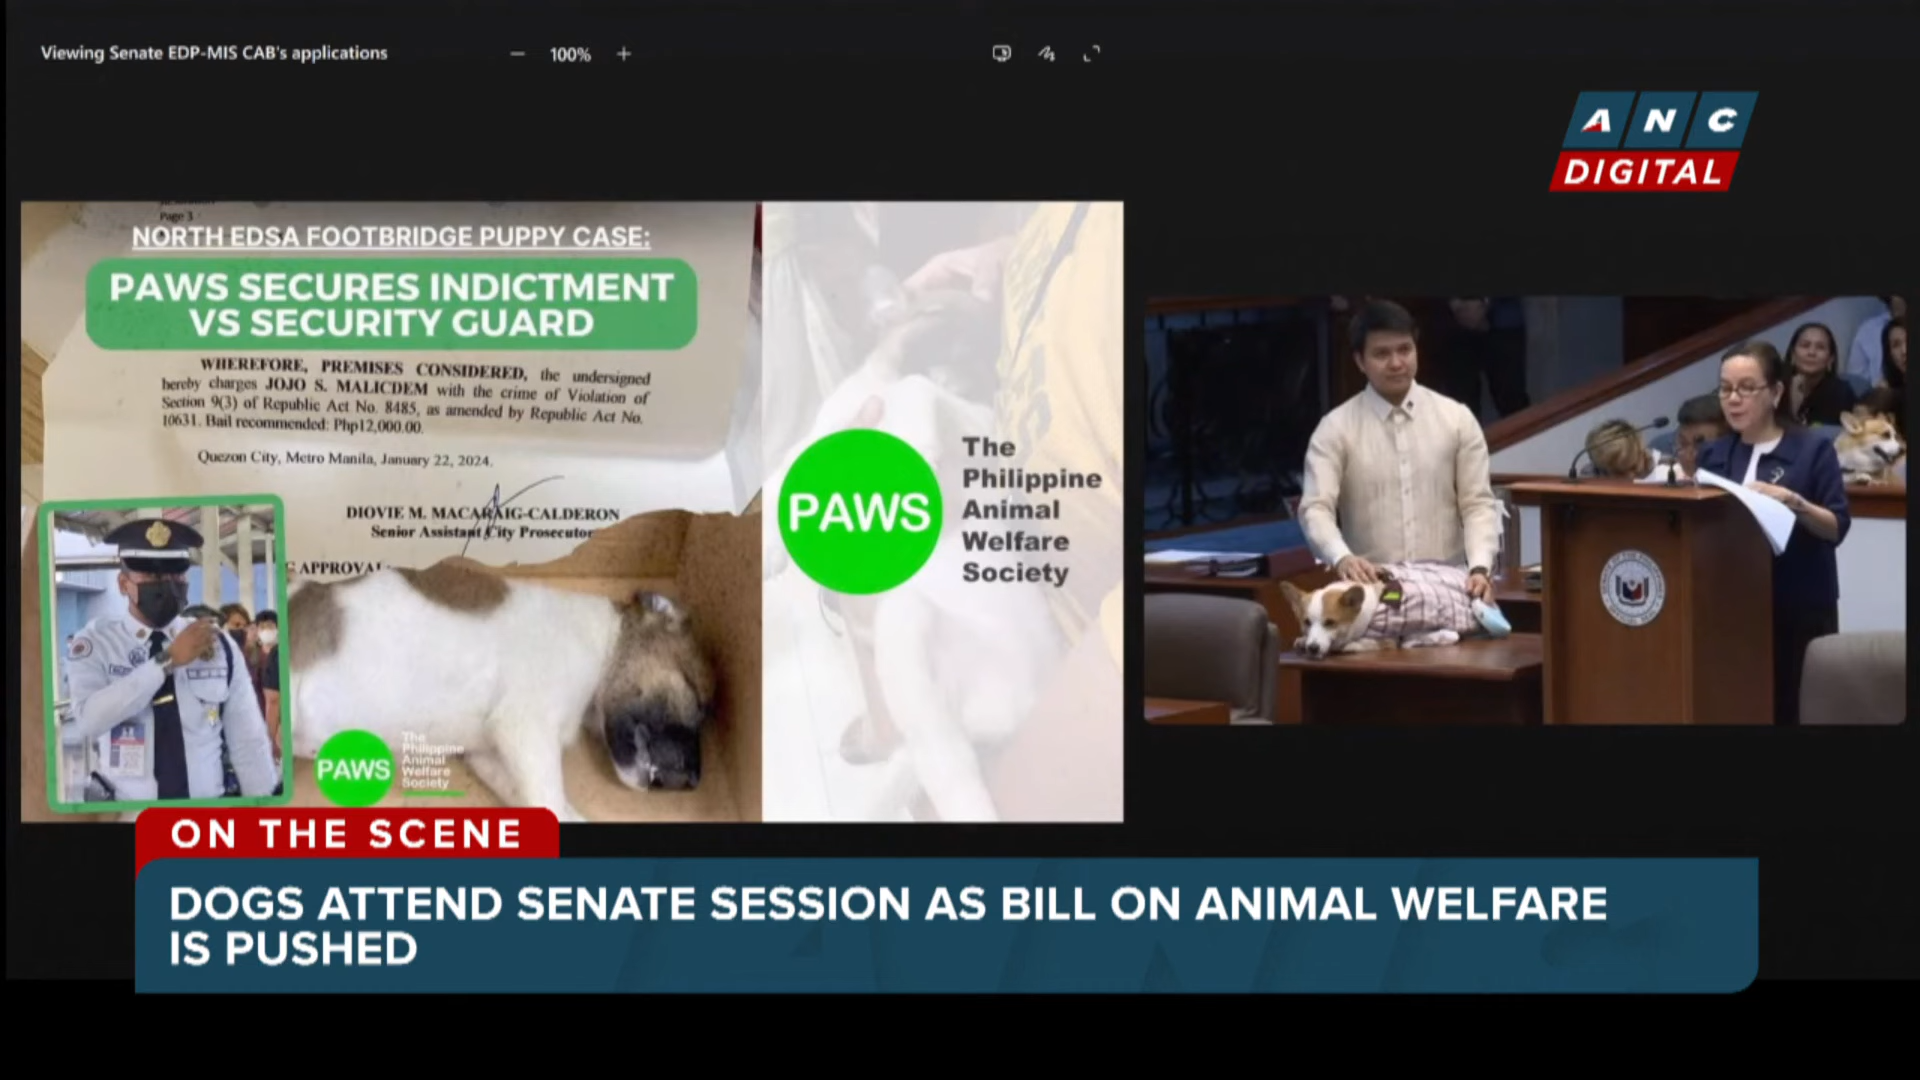 Viewing Senate EDP-MIS CAB's applications
100%
ANC
DIGITAL
Page 3
NORTH EDSA FOOTBRIDGE PUPPY CASE:
PAWS SECURES INDICTMENT
VS SECURITY GUARD
WHEREFORE, PREMISES CONSIDERED, the undersigned
hereby charges JOJO S. MALICDEM with the crime of Violation of
Section 9(3) of Republic Act No. 8485, as amended by Republic Act No.
10631. Bail recommended: Php12,000.00.
Quezon City, Metro Manila, January 22, 2024.
DIOVIE M. MACARAIG-CALDERON
Senior Assistant City Prosecutor
APPROVAL
PAWS
The
Philippine
Animal
Welfare
Society
PAWS
The
Philippine
Animal
Welfare
Society
ON THE SCENE
DOGS ATTEND SENATE SESSION AS BILL ON ANIMAL WELFARE
IS PUSHED